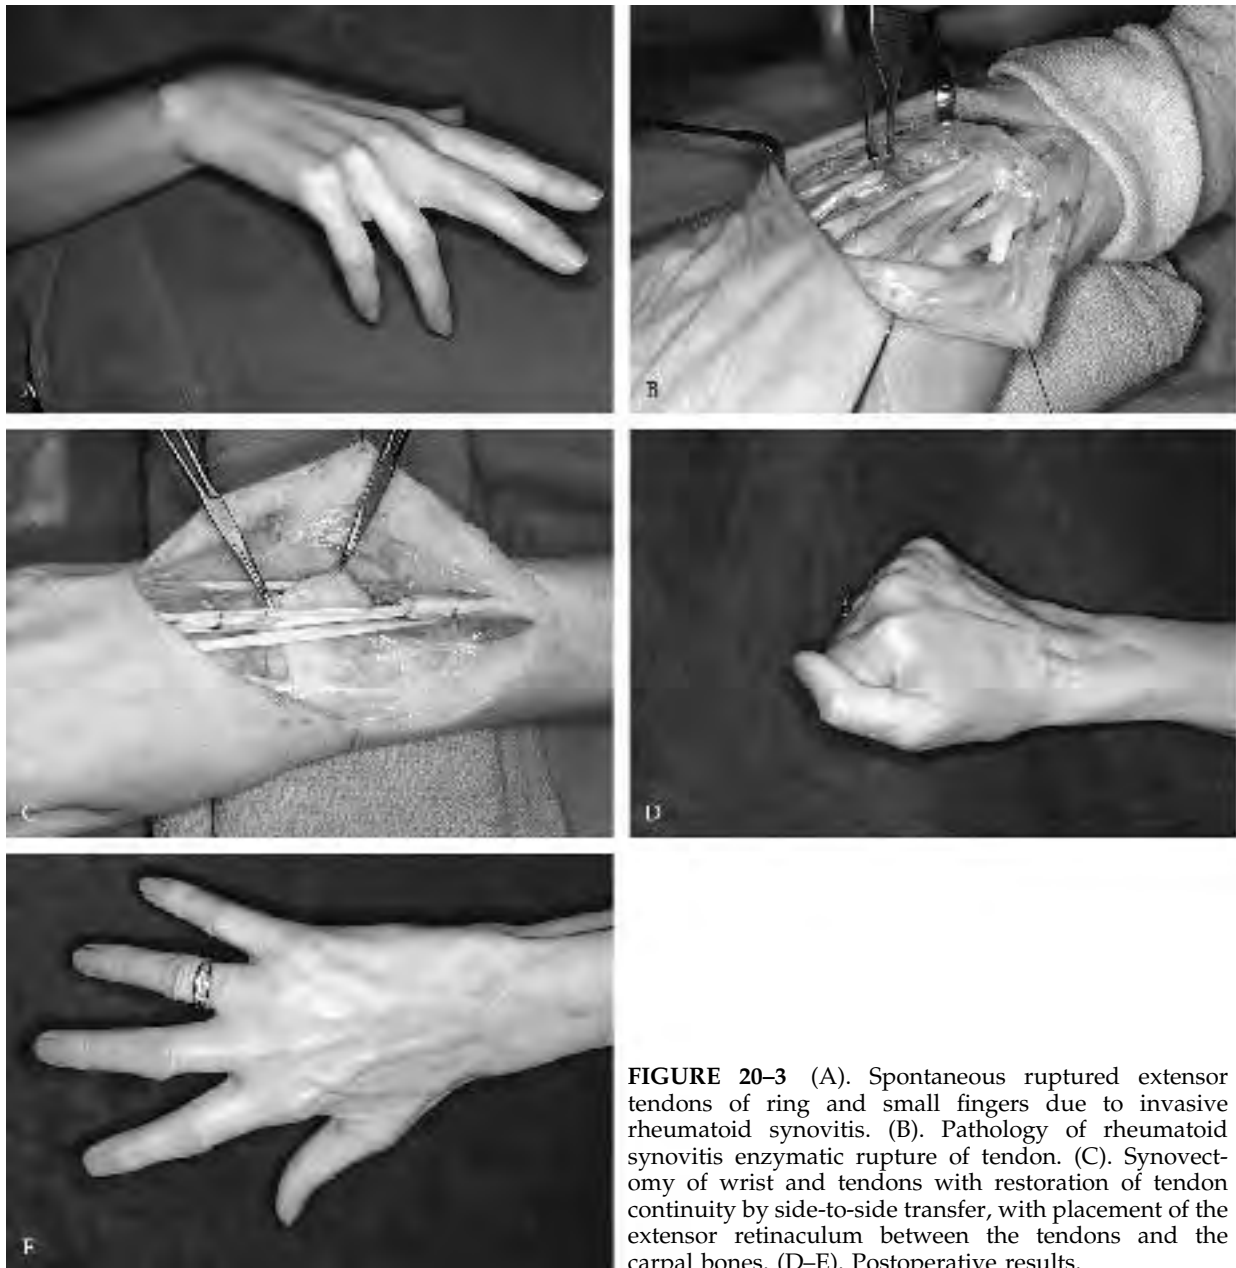 A
B
C
D
E
FIGURE 20–3 (A). Spontaneous ruptured extensor
tendons of ring and small fingers due to invasive
rheumatoid synovitis. (B). Pathology of rheumatoid
synovitis enzymatic rupture of tendon. (C). Synovect-
omy of wrist and tendons with restoration of tendon
continuity by side-to-side transfer, with placement of the
extensor retinaculum between the tendons and the
carpal bones. (D–E). Postoperative results.